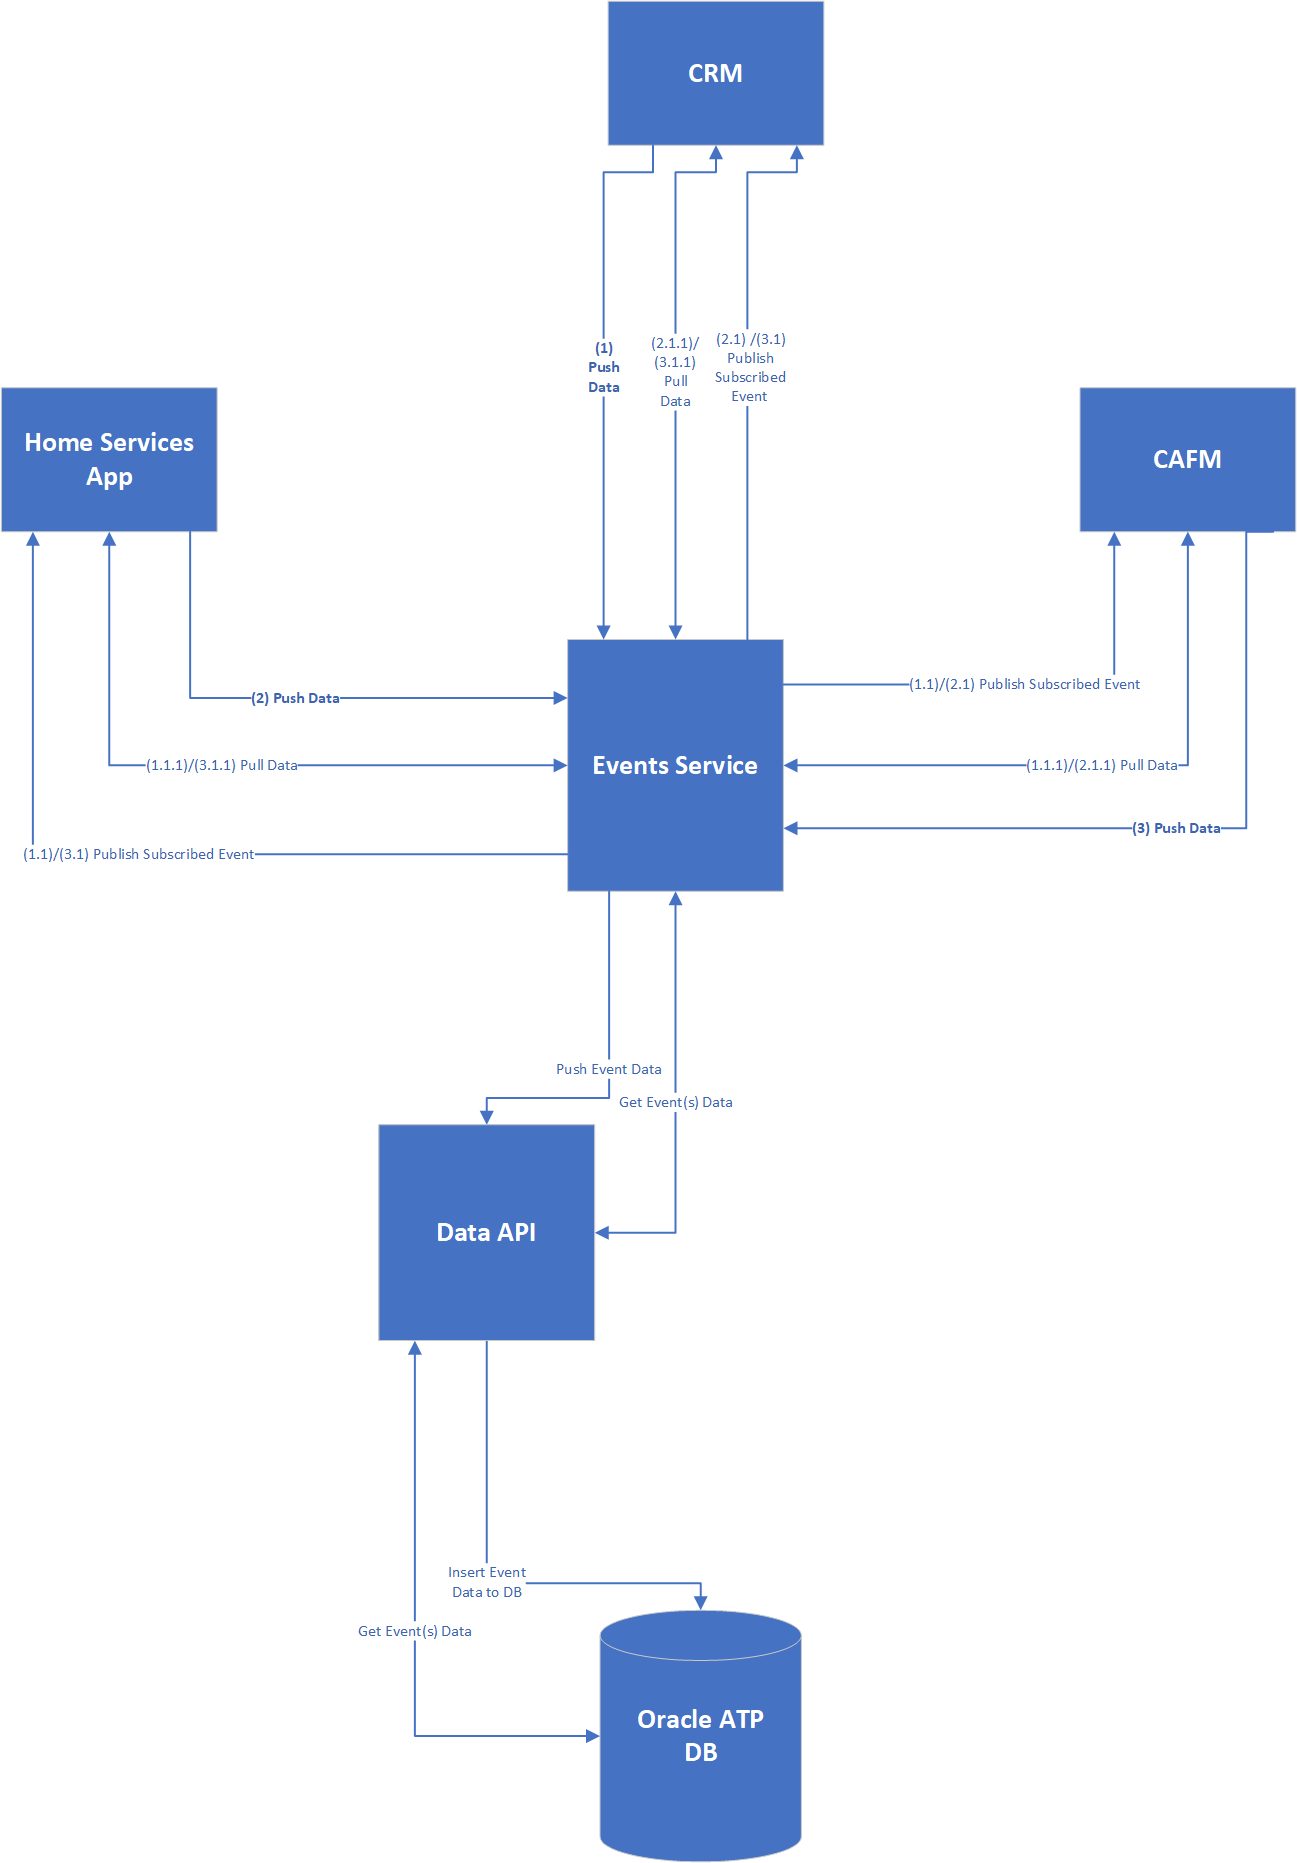 CRM
(1)
Push
Data
(2.1.1)/
(3.1.1)
Pull
Data
(2.1) /(3.1)
Publish
Subscribed
Event
Home Services
App
CAFM
(2) Push Data
(1.1)/(2.1) Publish Subscribed Event
Events Service
(1.1.1)/(3.1.1) Pull Data
(1.1.1)/(2.1.1) Pull Data
(3) Push Data
(1.1)/(3.1) Publish Subscribed Event
Push Event Data
Get Event(s) Data
Data API
Insert Event
Data to DB
Get Event(s) Data
Oracle ATP
DB